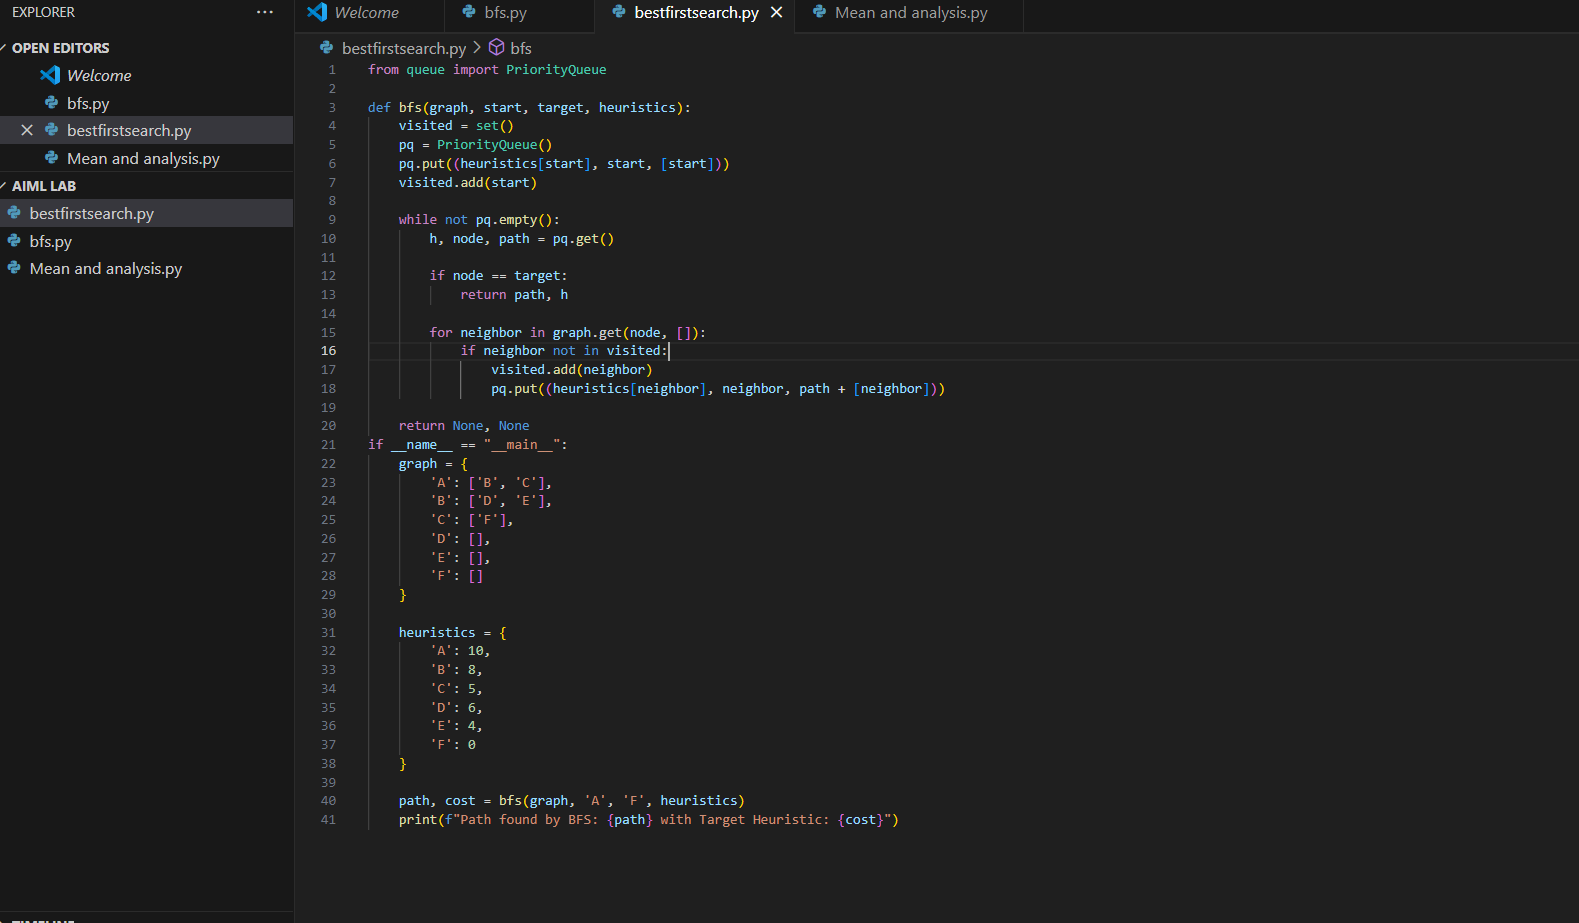 EXPLORER
···
OPEN EDITORS
Welcome
bfs.py
bestfirstsearch.py
Mean and analysis.py
AIML LAB
bestfirstsearch.py
bfs.py
Mean and analysis.py
Welcome
bfs.py
bestfirstsearch.py
Mean and analysis.py
bestfirstsearch.py > bfs
1 from queue import PriorityQueue
2
3 def bfs(graph, start, target, heuristics):
4     visited = set()
5     pq = PriorityQueue()
6     pq.put((heuristics[start], start, [start]))
7     visited.add(start)
8
9     while not pq.empty():
10         h, node, path = pq.get()
11
12         if node == target:
13             return path, h
14
15         for neighbor in graph.get(node, []):
16             if neighbor not in visited:
17                 visited.add(neighbor)
18                 pq.put((heuristics[neighbor], neighbor, path + [neighbor]))
19
20     return None, None
21 if __name__ == "__main__":
22     graph = {
23         'A': ['B', 'C'],
24         'B': ['D', 'E'],
25         'C': ['F'],
26         'D': [],
27         'E': [],
28         'F': []
29     }
30
31     heuristics = {
32         'A': 10,
33         'B': 8,
34         'C': 5,
35         'D': 6,
36         'E': 4,
37         'F': 0
38     }
39
40     path, cost = bfs(graph, 'A', 'F', heuristics)
41     print(f"Path found by BFS: {path} with Target Heuristic: {cost}")
TIMELINE